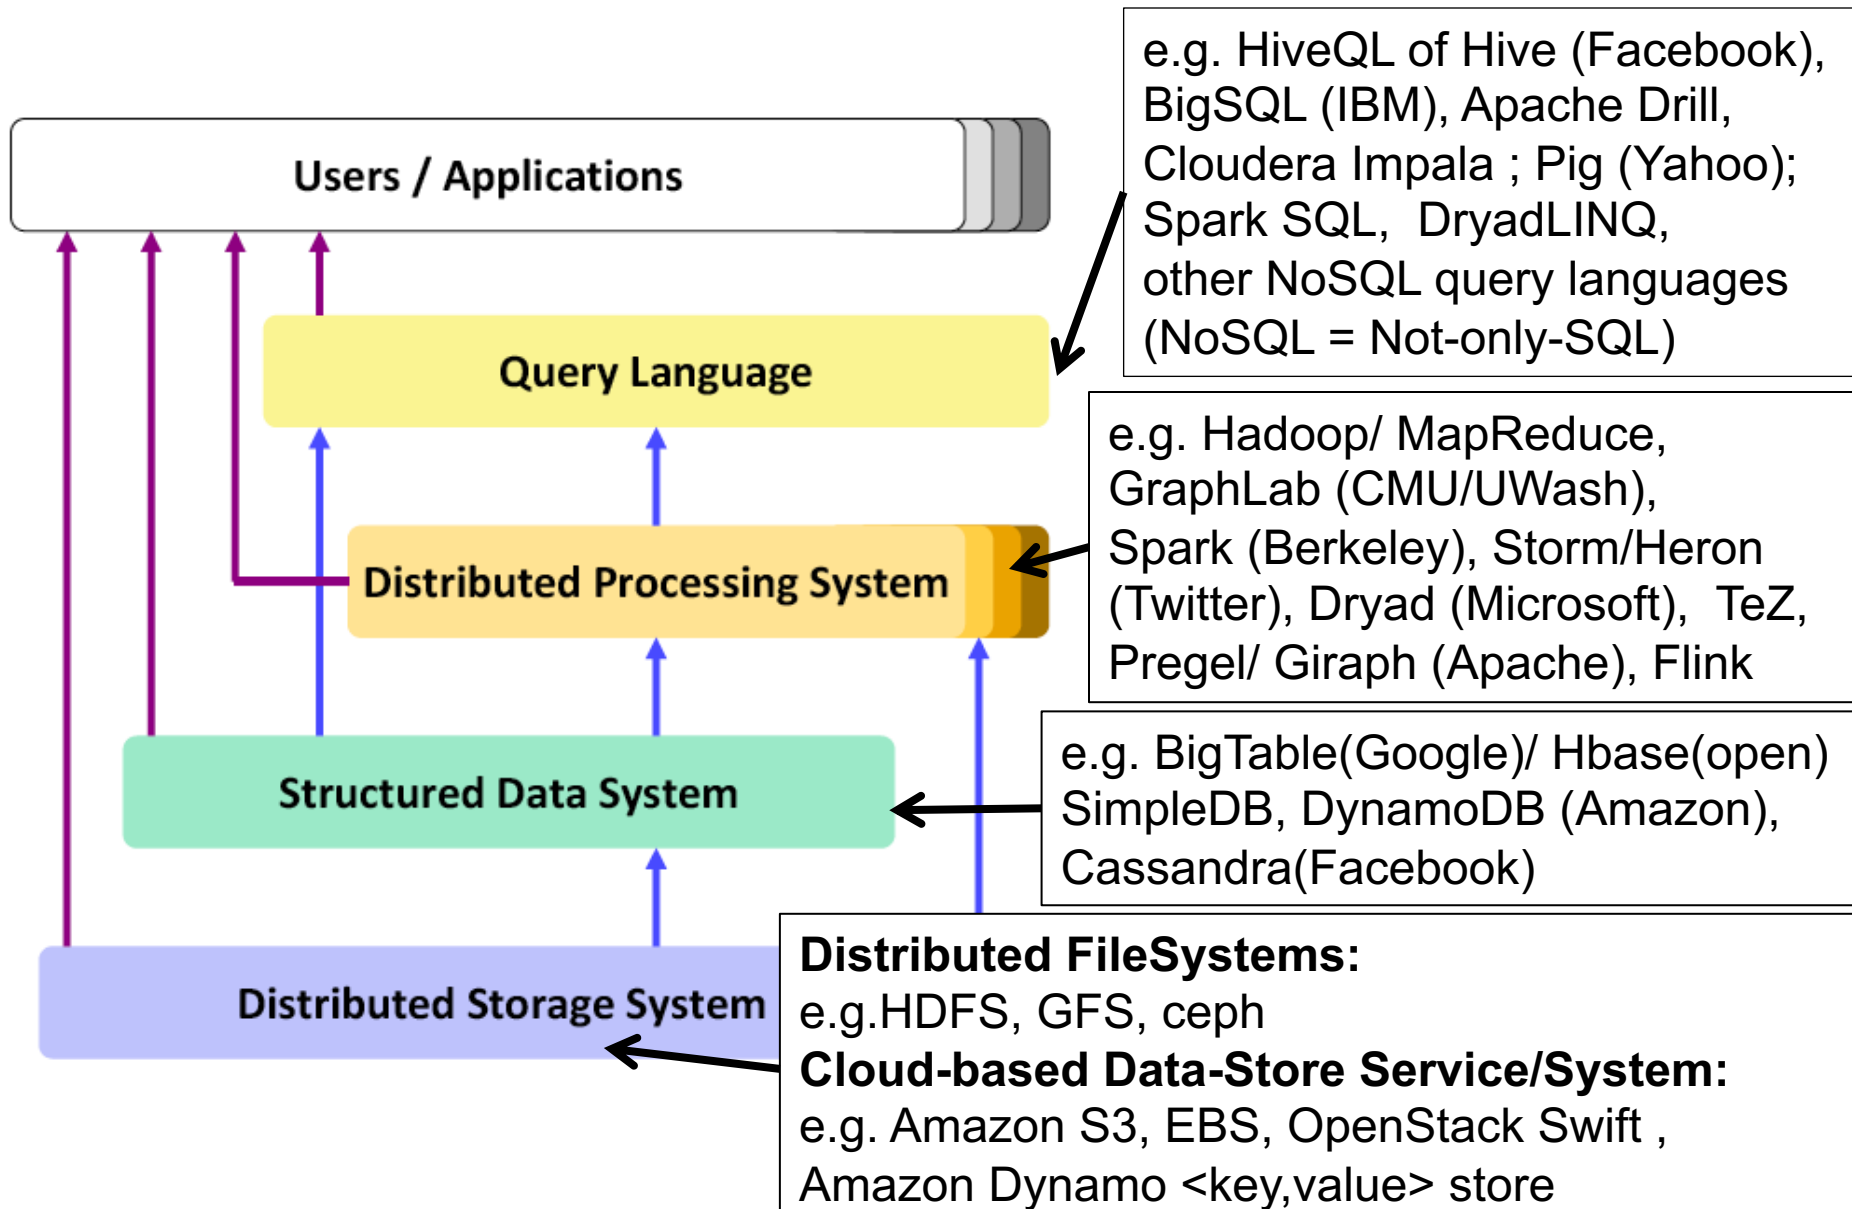 e.g. HiveQL of Hive (Facebook),
BigSQL (IBM), Apache Drill,
Cloudera Impala ; Pig (Yahoo);
Spark SQL,  DryadLINQ,
other NoSQL query languages
(NoSQL = Not-only-SQL)
Users / Applications
Query Language
e.g. Hadoop/ MapReduce,
GraphLab (CMU/UWash),
Spark (Berkeley), Storm/Heron
(Twitter), Dryad (Microsoft),  TeZ,
Pregel/ Giraph (Apache), Flink
Distributed Processing System
e.g. BigTable(Google)/ Hbase(open)
SimpleDB, DynamoDB (Amazon),
Cassandra(Facebook)
Structured Data System
Distributed Storage System
Distributed FileSystems:
e.g.HDFS, GFS, ceph
Cloud-based Data-Store Service/System:
e.g. Amazon S3, EBS, OpenStack Swift ,
Amazon Dynamo <key,value> store